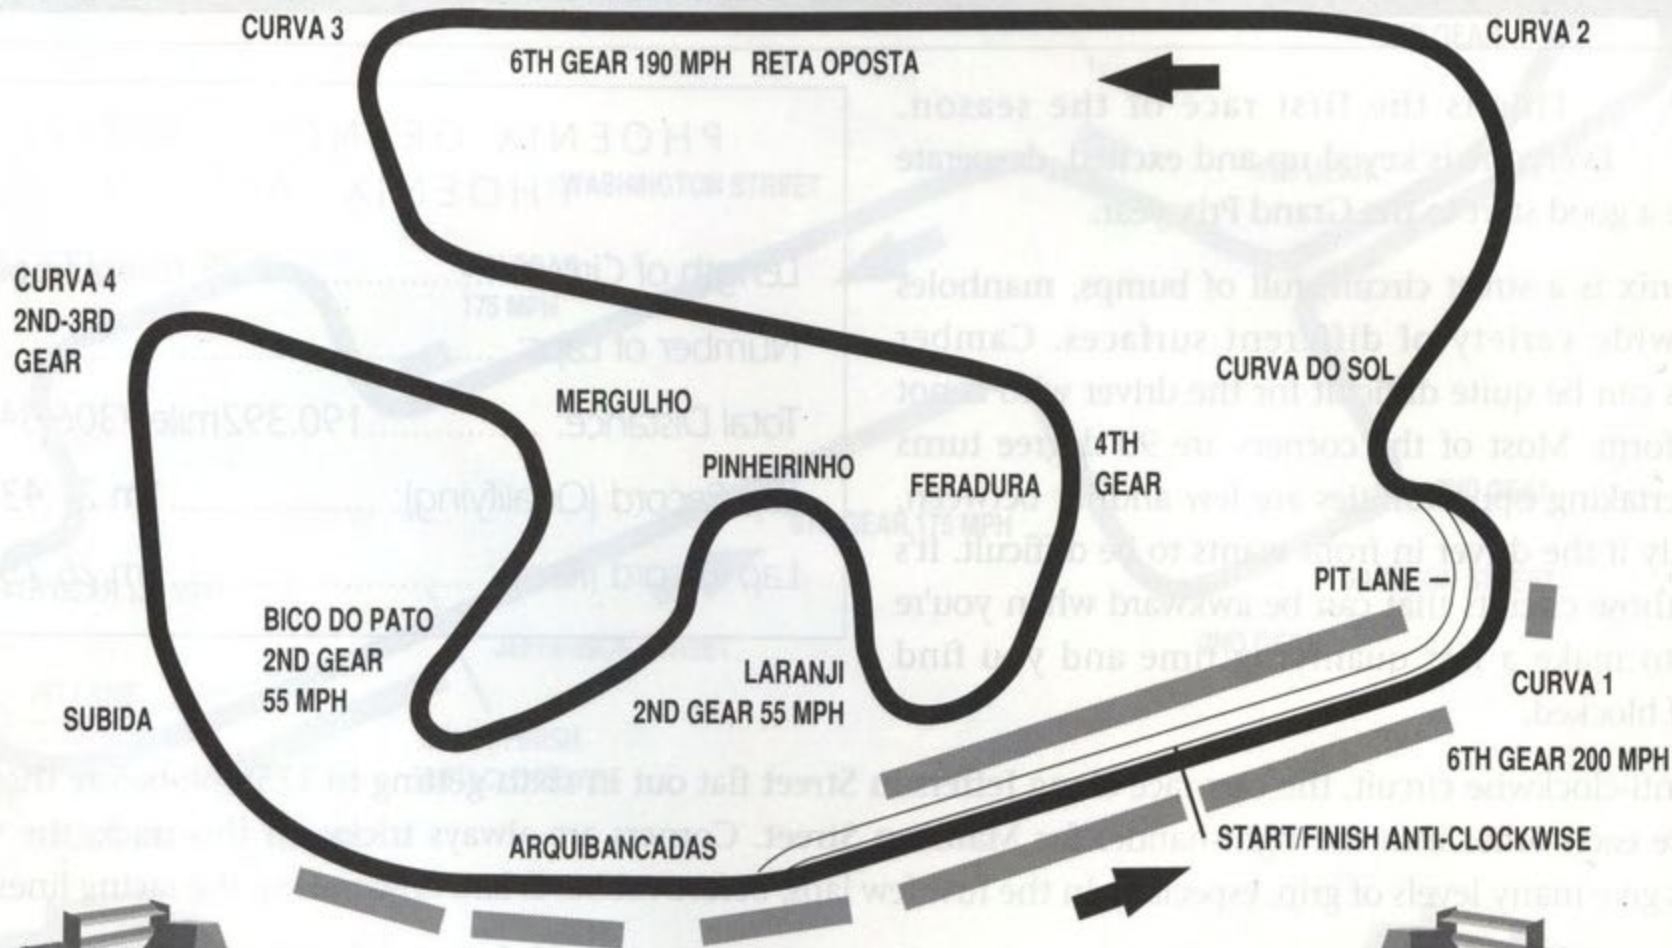 CURVA 3
CURVA 2
6TH GEAR 190 MPH RETA OPOSTA
CURVA 4
2ND-3RD
GEAR
MERGULHO
CURVA DO SOL
PINHEIRINHO
FERADURA
4TH
GEAR
PIT LANE
BICO DO PATO
2ND GEAR
55 MPH
LARANJI
2ND GEAR 55 MPH
SUBIDA
CURVA 1
6TH GEAR 200 MPH
START/FINISH ANTI-CLOCKWISE
ARQUIBANCADAS